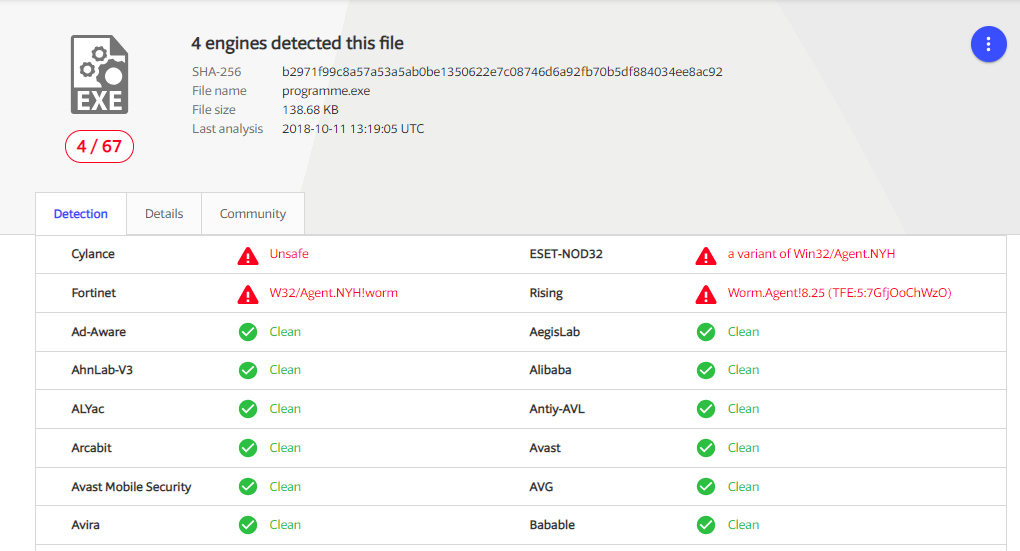 4 engines detected this file
SHA-256 b2971f99c8a57a53a5ab0be1350622e7c08746d6a92fb70b5df884034ee8ac92
File name programme.exe
File size 138.68 KB
Last analysis 2018-10-11 13:19:05 UTC
EXE
4 / 67
Detection Details Community
Cylance Unsafe ESET-NOD32 a variant of Win32/Agent.NYH
Fortinet W32/Agent.NYH!worm Rising Worm.Agent!8.25 (TFE:5:7GfjOoChWzO)
Ad-Aware Clean AegisLab Clean
AhnLab-V3 Clean Alibaba Clean
ALYac Clean Antiy-AVL Clean
Arcabit Clean Avast Clean
Avast Mobile Security Clean AVG Clean
Avira Clean Babable Clean